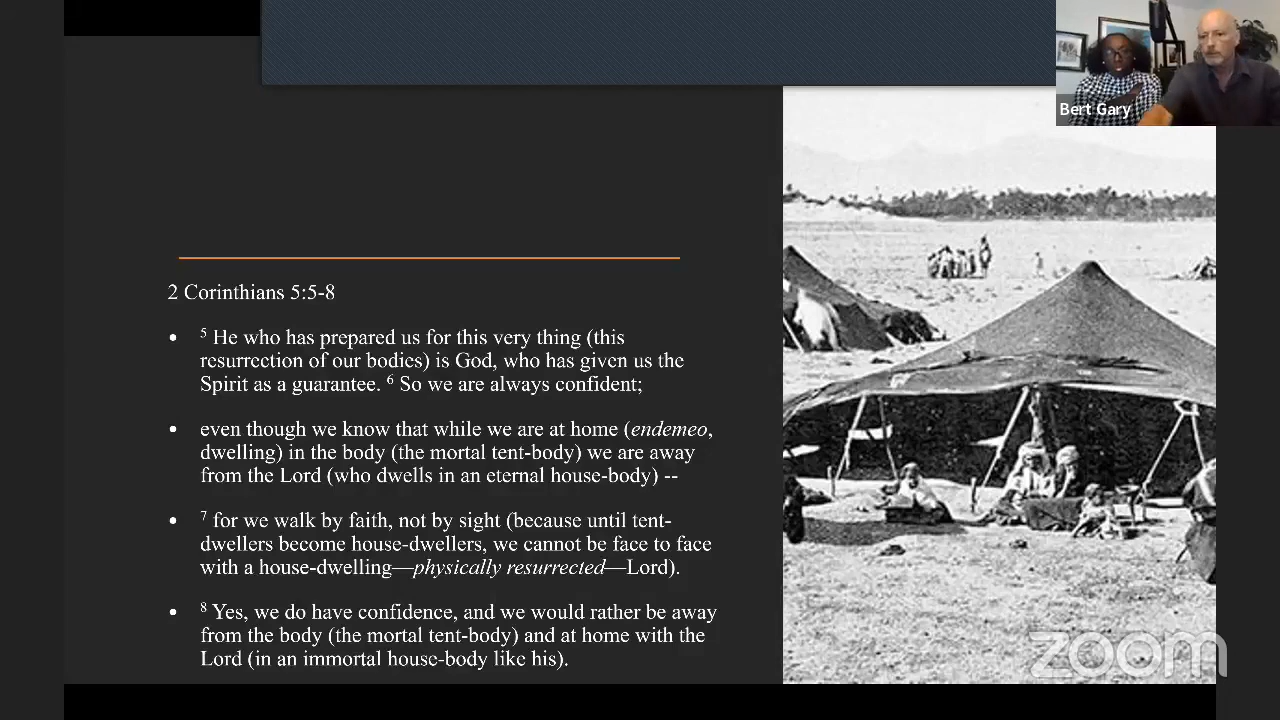 Bert Gary
2 Corinthians 5:5-8
• 5 He who has prepared us for this very thing (this
resurrection of our bodies) is God, who has given us the
Spirit as a guarantee. 6 So we are always confident;
• even though we know that while we are at home (endemeo,
dwelling) in the body (the mortal tent-body) we are away
from the Lord (who dwells in an eternal house-body) --
• 7 for we walk by faith, not by sight (because until tent-
dwellers become house-dwellers, we cannot be face to face
with a house-dwelling—physically resurrected—Lord).
• 8 Yes, we do have confidence, and we would rather be away
from the body (the mortal tent-body) and at home with the
Lord (in an immortal house-body like his).
zoom